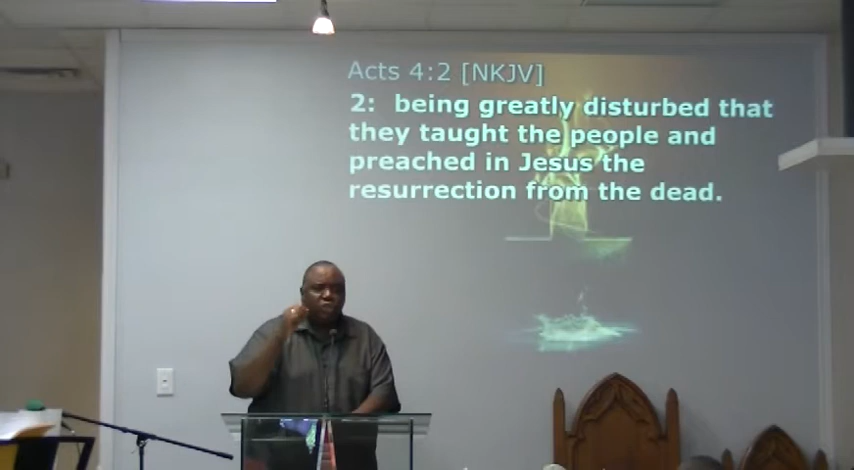 Acts 4:2 [NKJV]
2: being greatly disturbed that
they taught the people and
preached in Jesus the
resurrection from the dead.